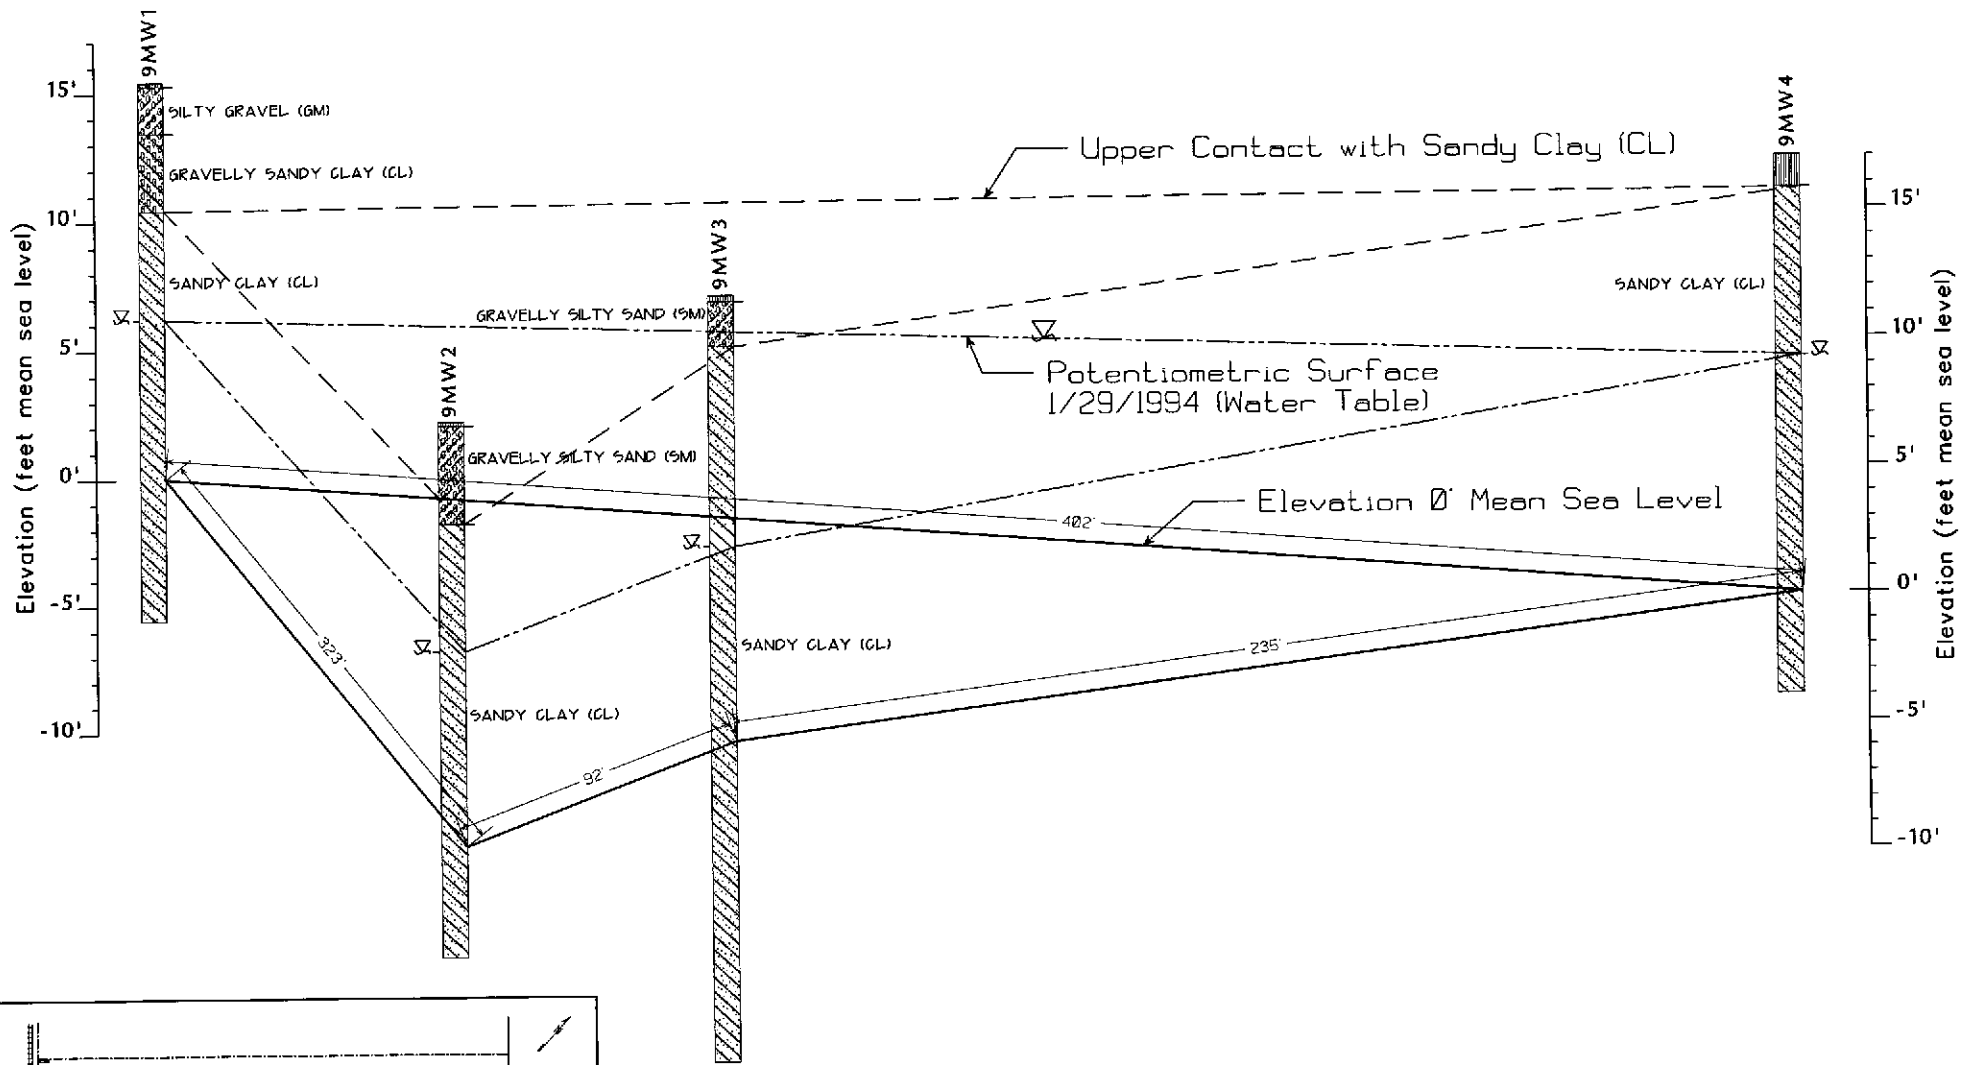 9MW1
9MW4
15'
SILTY GRAVEL (GM)
Upper Contact with Sandy Clay (CL)
GRAVELLY SANDY CLAY (CL)
15'
10'
9MW3
SANDY CLAY (CL)
SANDY CLAY (CL)
GRAVELLY SILTY SAND (SM)
10'
5'
9MW2
Potentiometric Surface
1/29/1994 (Water Table)
Elevation (feet mean sea level)
Elevation (feet mean sea level)
GRAVELLY SILTY SAND (SM)
5'
0'
Elevation 0' Mean Sea Level
402'
0'
-5'
323'
SANDY CLAY (CL)
235'
SANDY CLAY (CL)
-5'
-10'
92'
-10'